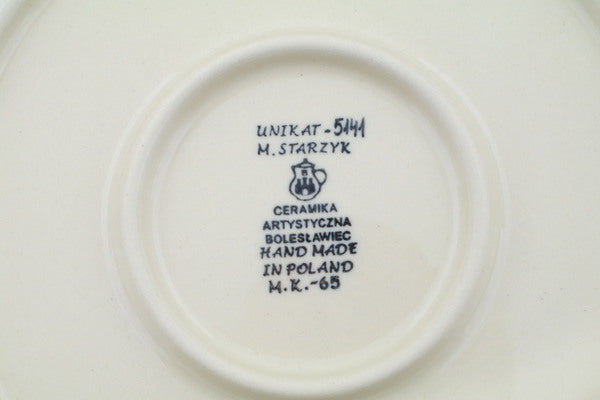 UNIKAT-5141
M. STARZYK
B
CERAMIKA
ARTYSTYCZNA
BOLESŁAWIEC
HAND MADE
IN POLAND
M.K.-65